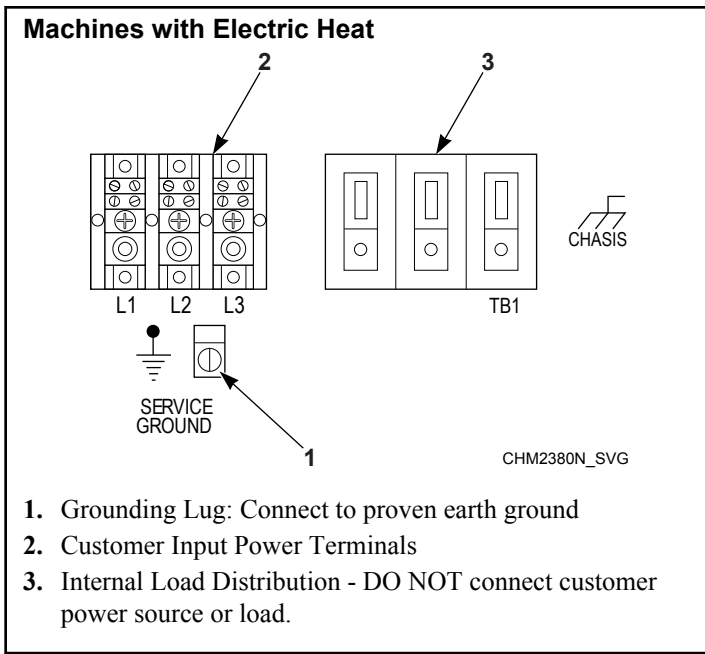 Machines with Electric Heat
2
3
CHASIS
L1 L2 L3
TB1
SERVICE
GROUND
1
CHM2380N_SVG
1. Grounding Lug: Connect to proven earth ground
2. Customer Input Power Terminals
3. Internal Load Distribution - DO NOT connect customer
power source or load.